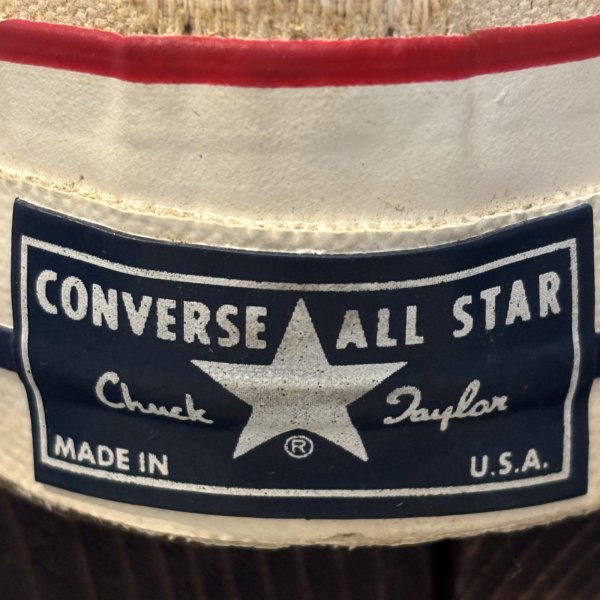 CONVERSE ALL STAR
Chuck Taylor
®
MADE IN U.S.A.